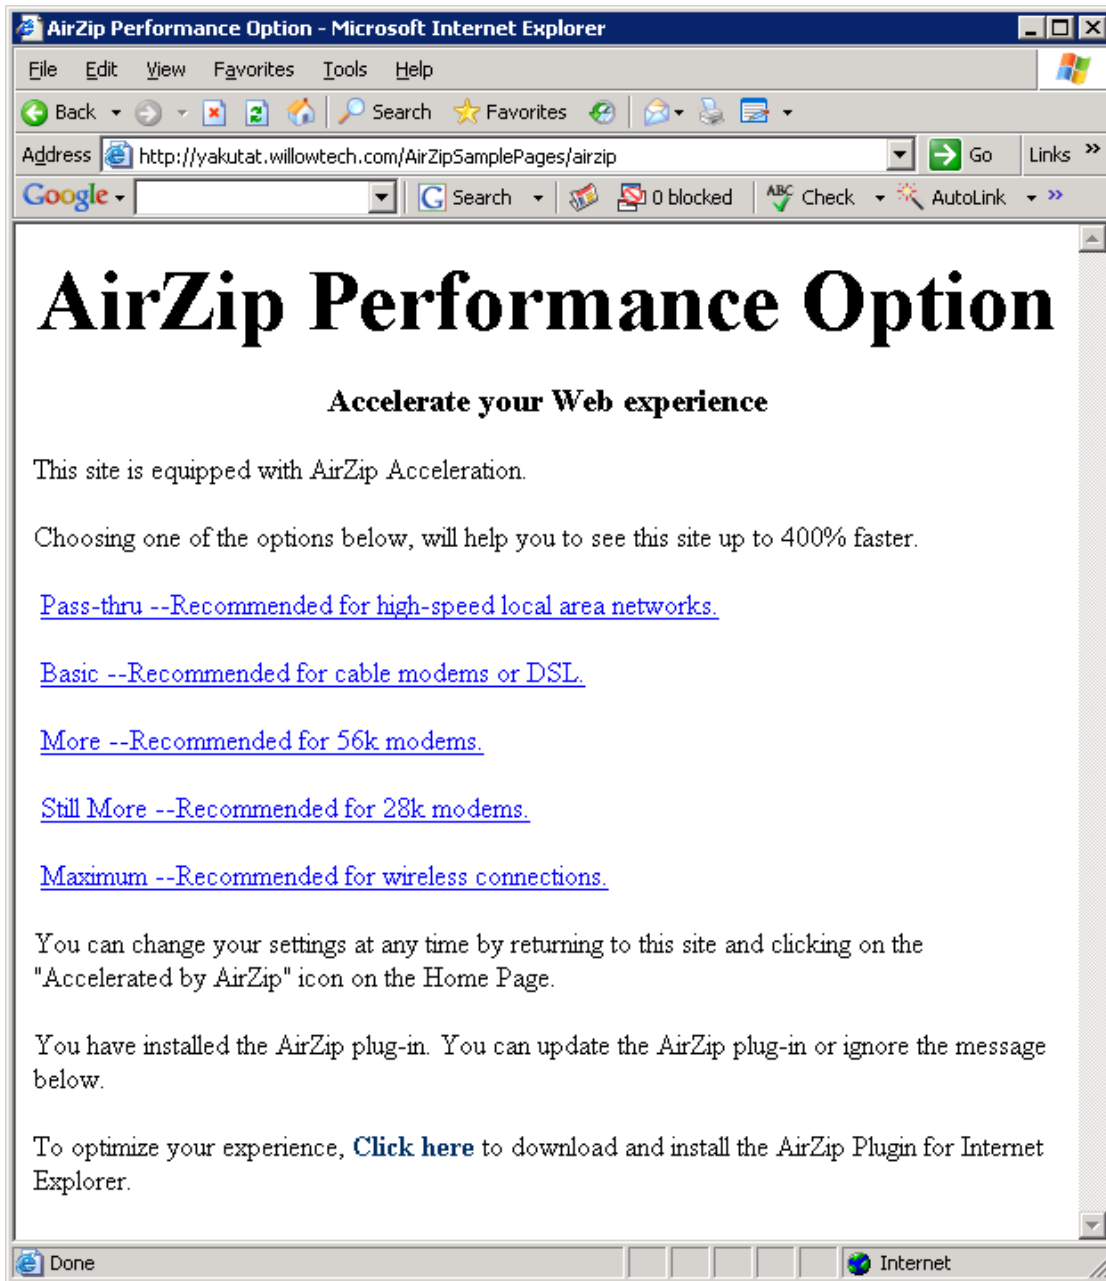 AirZip Performance Option - Microsoft Internet Explorer
File Edit View Favorites Tools Help
Back Search Favorites
Address http://yakutat.willowtech.com/AirZipSamplePages/airzip Go Links »
Google G Search 0 blocked ABC Check AutoLink »
AirZip Performance Option
Accelerate your Web experience
This site is equipped with AirZip Acceleration.
Choosing one of the options below, will help you to see this site up to 400% faster.
Pass-thru --Recommended for high-speed local area networks.
Basic --Recommended for cable modems or DSL.
More --Recommended for 56k modems.
Still More --Recommended for 28k modems.
Maximum --Recommended for wireless connections.
You can change your settings at any time by returning to this site and clicking on the
"Accelerated by AirZip" icon on the Home Page.
You have installed the AirZip plug-in. You can update the AirZip plug-in or ignore the message
below.
To optimize your experience, Click here to download and install the AirZip Plugin for Internet
Explorer.
Done Internet